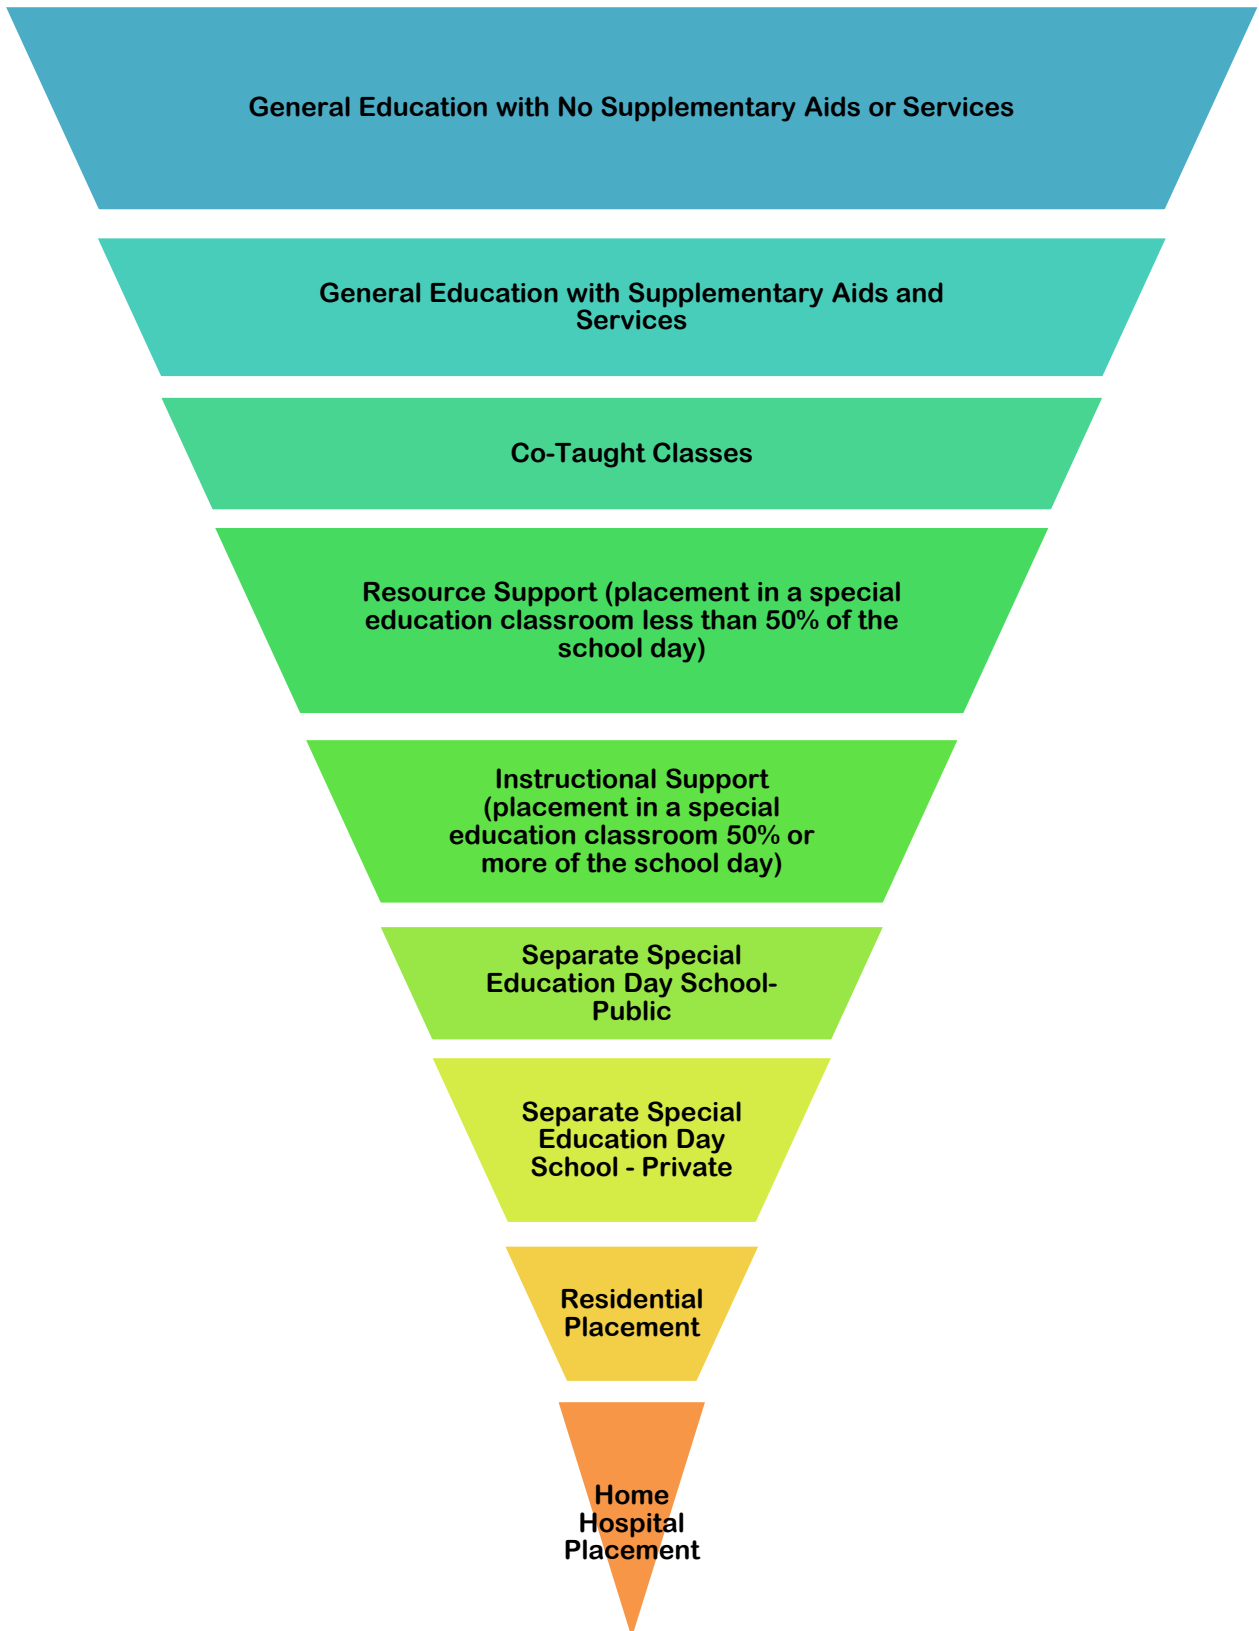 General Education with No Supplementary Aids or Services
General Education with Supplementary Aids and
Services
Co-Taught Classes
Resource Support (placement in a special
education classroom less than 50% of the
school day)
Instructional Support
(placement in a special
education classroom 50% or
more of the school day)
Separate Special
Education Day School-
Public
Separate Special
Education Day
School - Private
Residential
Placement
Home
Hospital
Placement